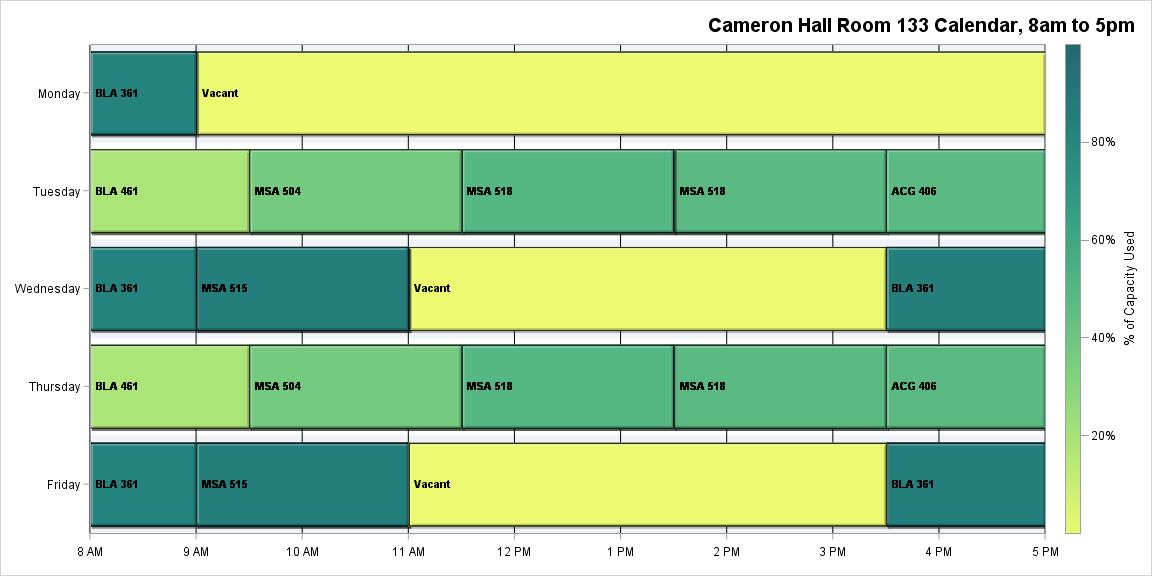 Cameron Hall Room 133 Calendar, 8am to 5pm
Monday
BLA 361
Vacant
Tuesday
BLA 461
MSA 504
MSA 518
MSA 518
ACG 406
Wednesday
BLA 361
MSA 515
Vacant
BLA 361
Thursday
BLA 461
MSA 504
MSA 518
MSA 518
ACG 406
Friday
BLA 361
MSA 515
Vacant
BLA 361
8 AM
9 AM
10 AM
11 AM
12 PM
1 PM
2 PM
3 PM
4 PM
5 PM
80%
60%
40%
20%
% of Capacity Used